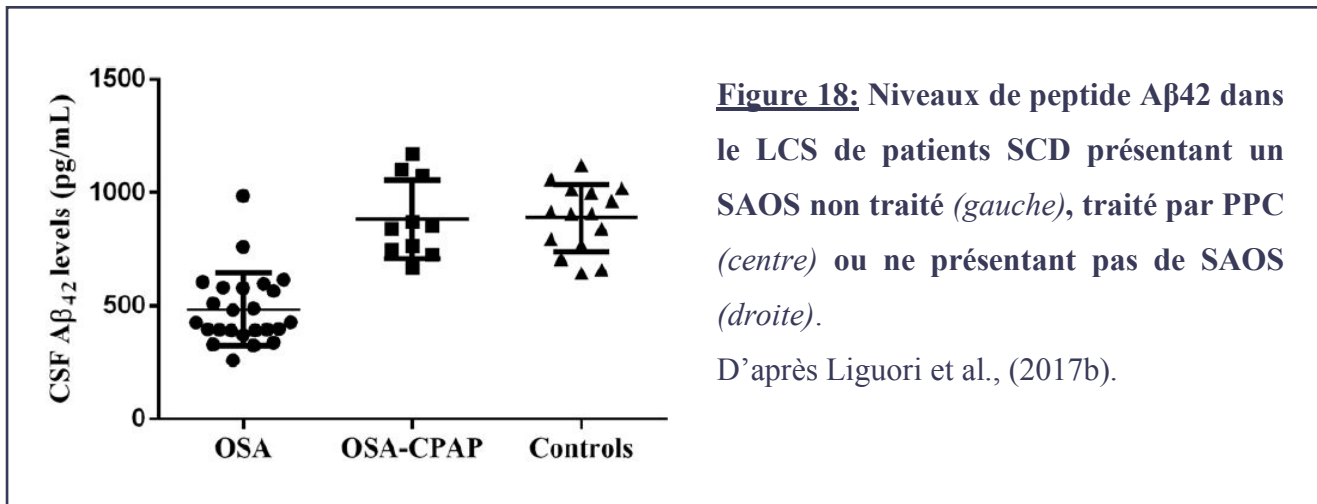 1500
1000
500
0
CSF Aβ42 levels (pg/mL)
OSA
OSA-CPAP
Controls
Figure 18: Niveaux de peptide Aβ42 dans
le LCS de patients SCD présentant un
SAOS non traité (gauche), traité par PPC
(centre) ou ne présentant pas de SAOS
(droite).
D’après Liguori et al., (2017b).